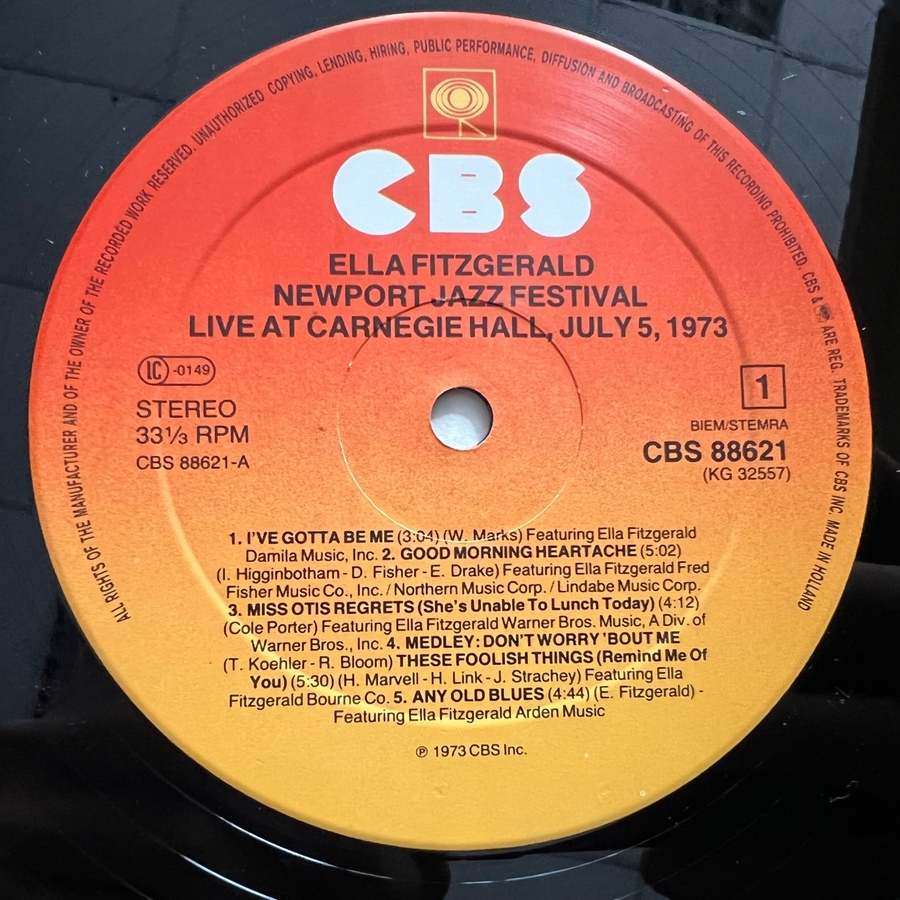 ALL RIGHTS OF THE MANUFACTURER AND OF THE OWNER OF THE RECORDED WORK RESERVED. UNAUTHORIZED COPYING, LENDING, HIRING, PUBLIC PERFORMANCE, DIFFUSION AND BROADCASTING OF THIS RECORDING PROHIBITED. CBS & ARE REG. TRADEMARKS OF CBS INC. MADE IN HOLLAND
CBS
ELLA FITZGERALD
NEWPORT JAZZ FESTIVAL
LIVE AT CARNEGIE HALL, JULY 5, 1973
LC -0149
STEREO
33⅓ RPM
CBS 88621-A
1
BIEM/STEMRA
CBS 88621
(KG 32557)
1. I'VE GOTTA BE ME (3:04) (W. Marks) Featuring Ella Fitzgerald
Damila Music, Inc. 2. GOOD MORNING HEARTACHE (5:02)
(I. Higginbotham - D. Fisher - E. Drake) Featuring Ella Fitzgerald Fred
Fisher Music Co., Inc. / Northern Music Corp. / Lindabe Music Corp.
3. MISS OTIS REGRETS (She's Unable To Lunch Today) (4:12)
(Cole Porter) Featuring Ella Fitzgerald Warner Bros. Music, A Div. of
Warner Bros., Inc. 4. MEDLEY: DON'T WORRY 'BOUT ME
(T. Koehler - R. Bloom) THESE FOOLISH THINGS (Remind Me Of
You) (5:30) (H. Marvell - H. Link - J. Strachey) Featuring Ella
Fitzgerald Bourne Co. 5. ANY OLD BLUES (4:44) (E. Fitzgerald) -
Featuring Ella Fitzgerald Arden Music
℗ 1973 CBS Inc.